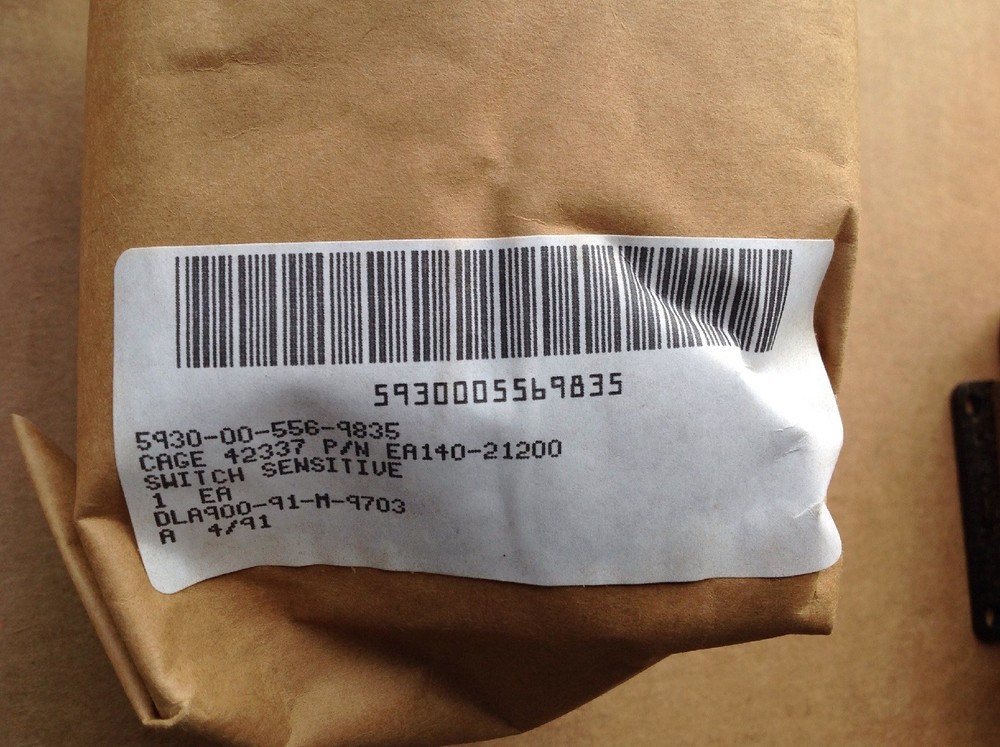 5930005569835
5930-00-556-9835
CAGE 42337 P/N EA140-21200
SWITCH SENSITIVE
1 EA
DLA900-91-M-9703
A 4/91